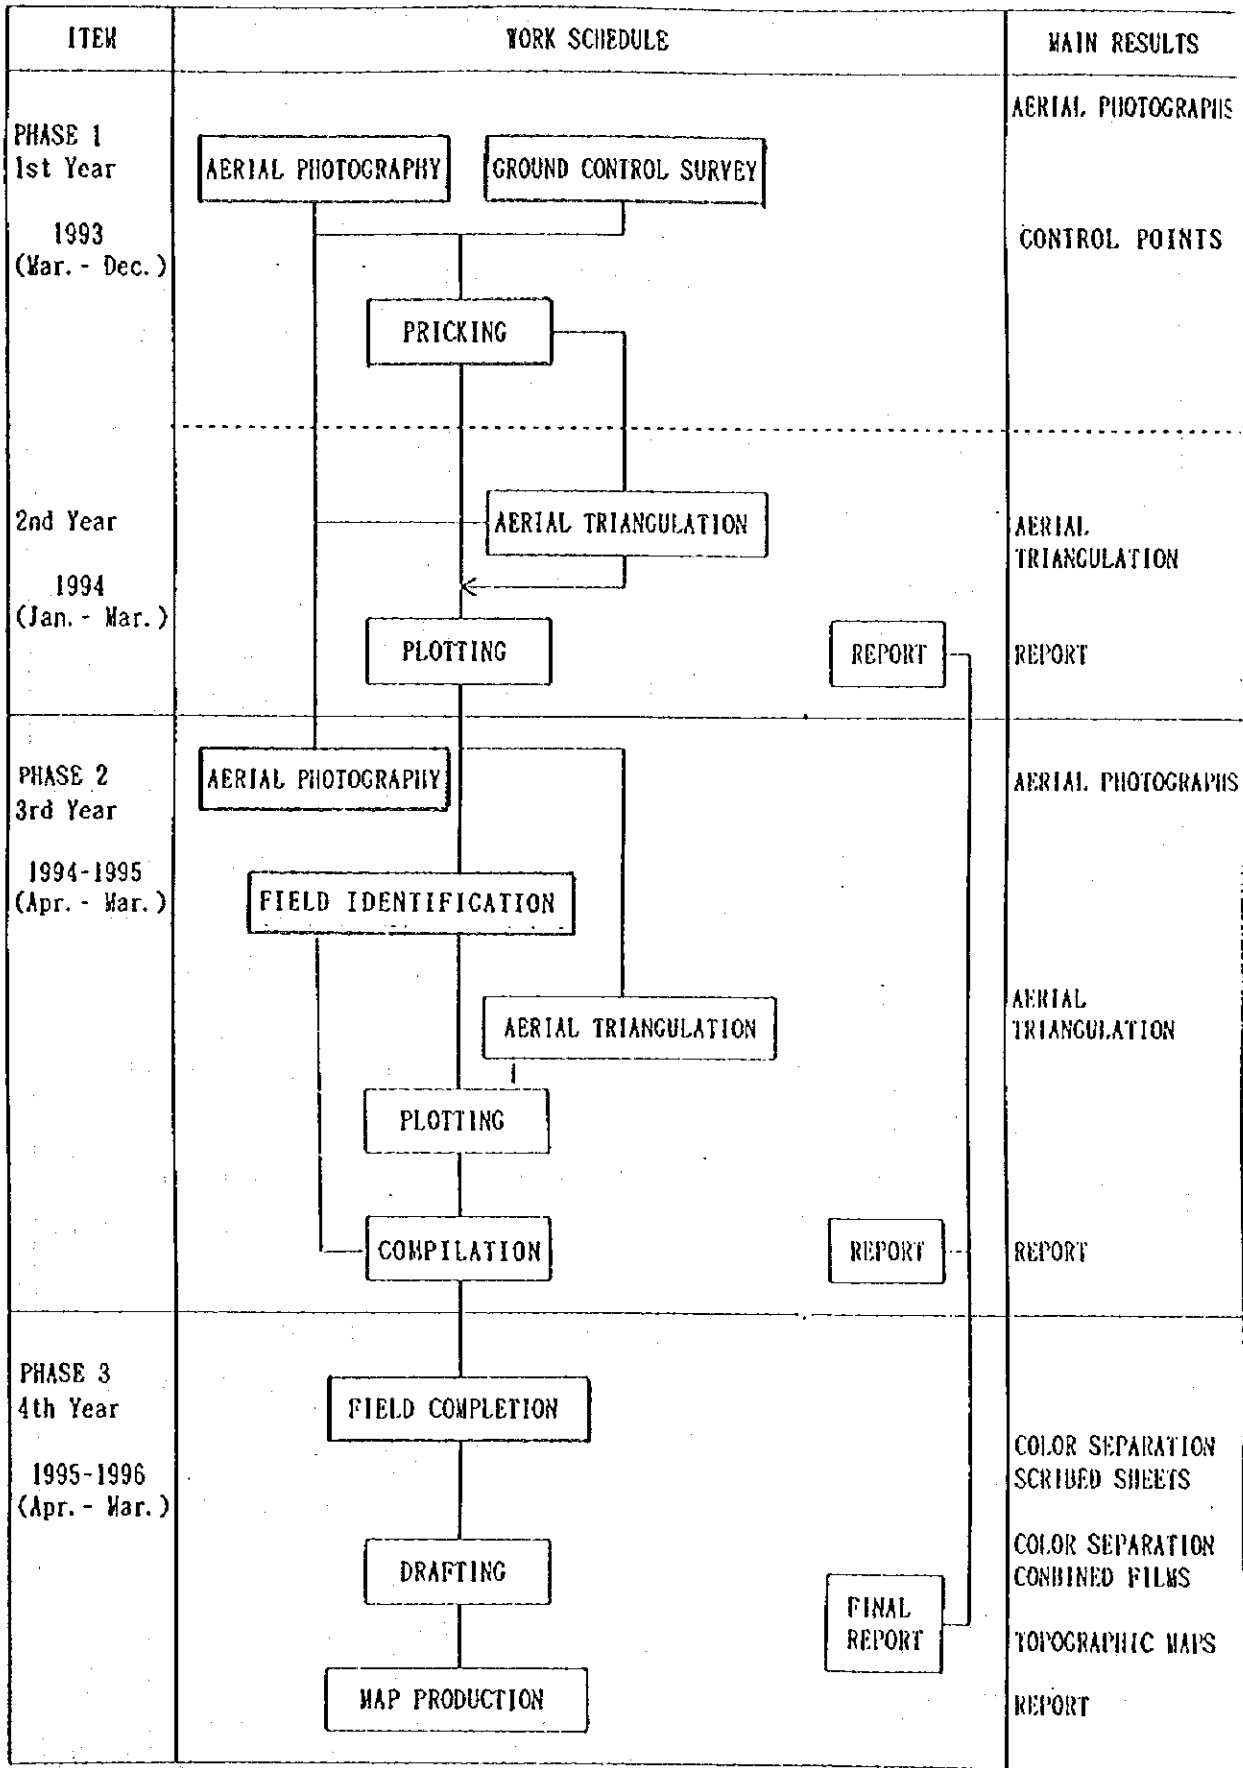 ITEM
WORK SCHEDULE
MAIN RESULTS
AERIAL PHOTOGRAPHS
PHASE 1
1st Year
AERIAL PHOTOGRAPHY
GROUND CONTROL SURVEY
1993
(Mar. - Dec.)
CONTROL POINTS
PRICKING
2nd Year
AERIAL TRIANGULATION
AERIAL
TRIANGULATION
1994
(Jan. - Mar.)
PLOTTING
REPORT
REPORT
PHASE 2
3rd Year
AERIAL PHOTOGRAPHY
AERIAL PHOTOGRAPHS
1994-1995
(Apr. - Mar.)
FIELD IDENTIFICATION
AERIAL TRIANGULATION
AERIAL
TRIANGULATION
PLOTTING
COMPILATION
REPORT
REPORT
PHASE 3
4th Year
FIELD COMPLETION
1995-1996
(Apr. - Mar.)
COLOR SEPARATION
SCRIBED SHEETS
DRAFTING
COLOR SEPARATION
CONBINED FILMS
FINAL
REPORT
TOPOGRAPHIC MAPS
MAP PRODUCTION
REPORT